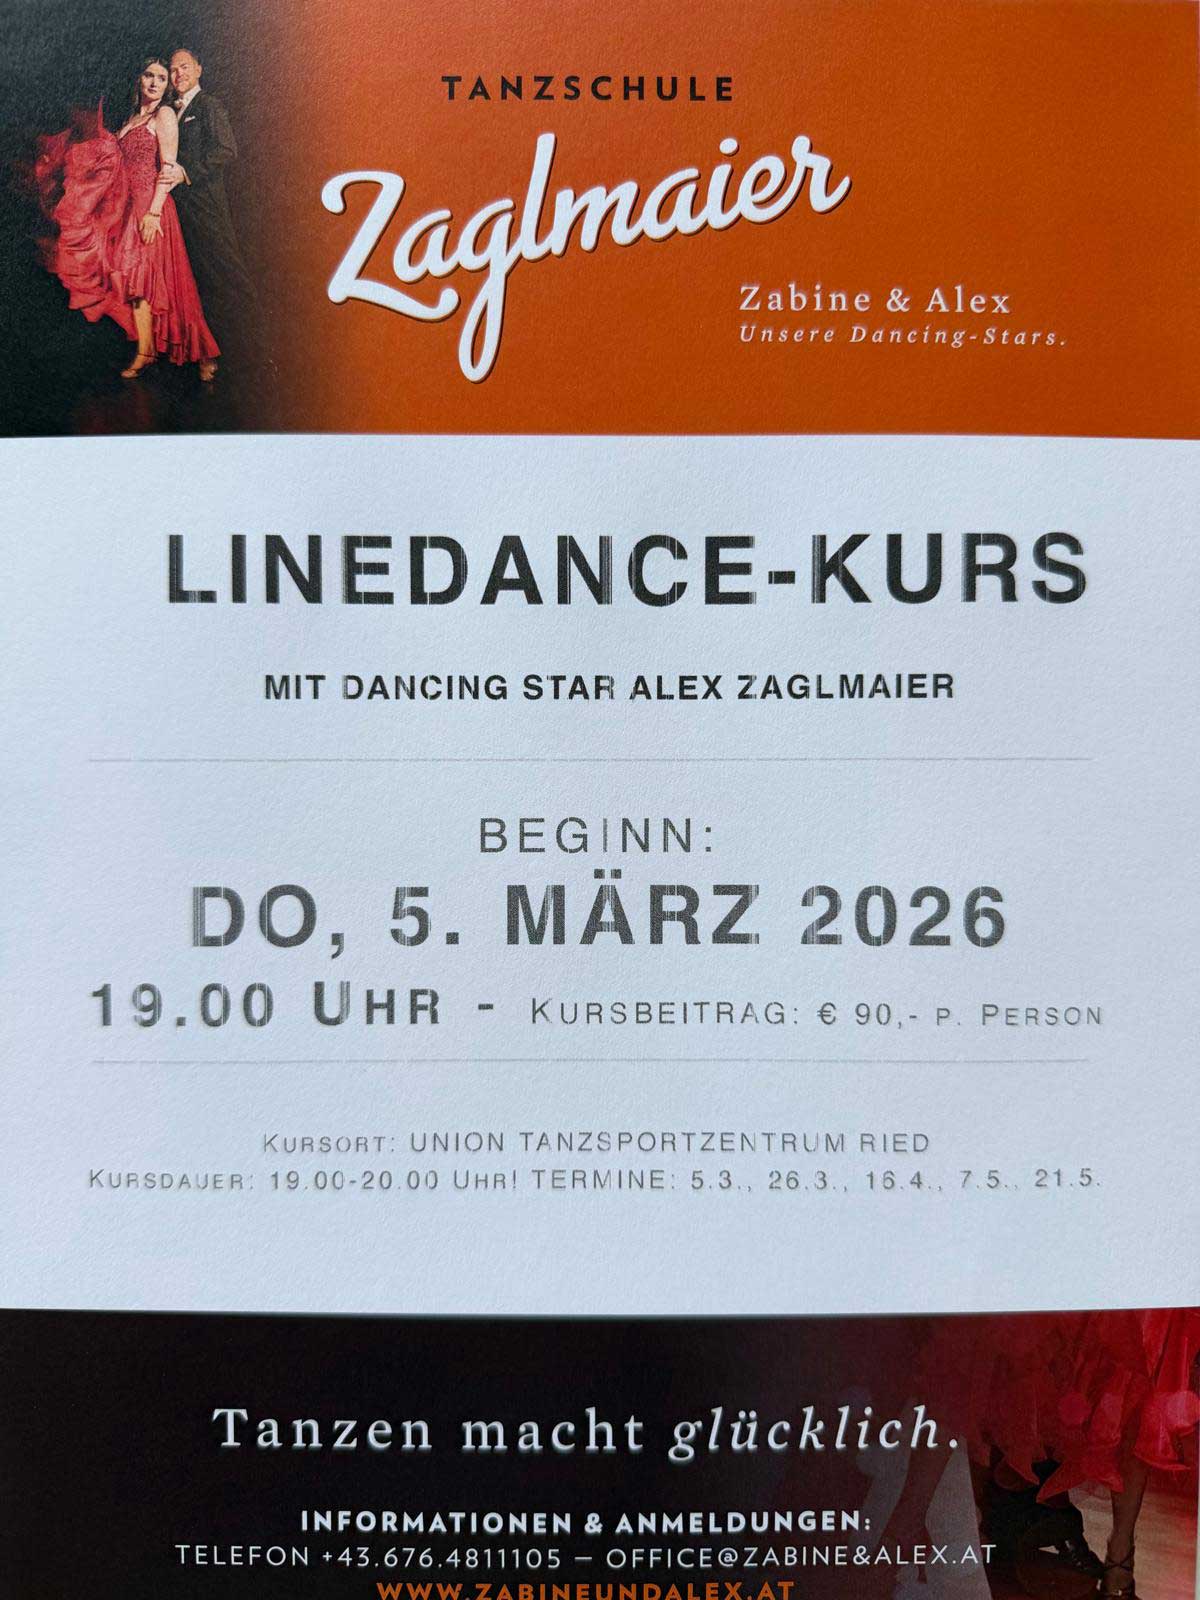 TANZSCHULE
Zaglmaier
Zabine & Alex
Unsere Dancing-Stars.
LINEDANCE-KURS
MIT DANCING STAR ALEX ZAGLMAIER
BEGINN:
DO, 5. MÄRZ 2026
19.00 UHR - KURSBEITRAG: € 90,- P. PERSON
KURSORT: UNION TANZSPORTZENTRUM RIED
KURSDAUER: 19.00-20.00 UHR! TERMINE: 5.3., 26.3., 16.4., 7.5., 21.5.
Tanzen macht glücklich.
INFORMATIONEN & ANMELDUNGEN:
TELEFON +43.676.4811105 – OFFICE@ZABINE&ALEX.AT
WWW.ZABINEUNDALEX.AT